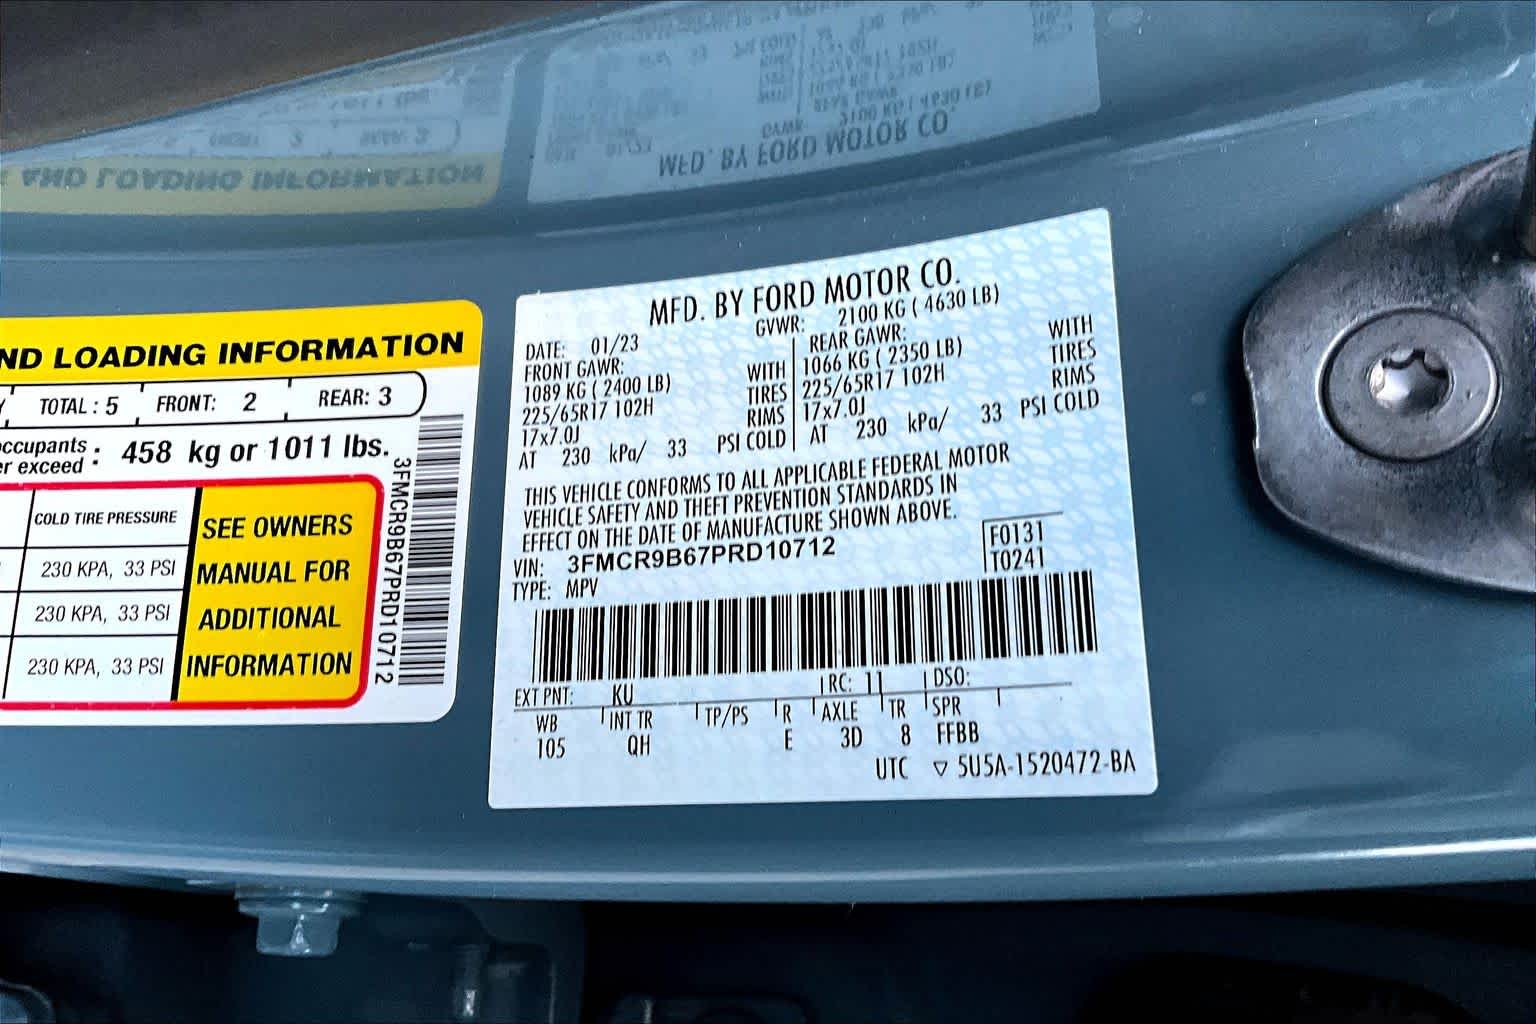 ND LOADING INFORMATION
TOTAL : 5 FRONT: 2 REAR: 3
occupants : 458 kg or 1011 lbs.
er exceed
COLD TIRE PRESSURE
230 KPA, 33 PSI
230 KPA, 33 PSI
230 KPA, 33 PSI
SEE OWNERS
MANUAL FOR
ADDITIONAL
INFORMATION
3FMCR9B67PRD10712
MFD. BY FORD MOTOR CO.
DATE: 01/23 GVWR: 2100 KG ( 4630 LB)
FRONT GAWR: REAR GAWR:
1089 KG ( 2400 LB) WITH 1066 KG ( 2350 LB) WITH
225/65R17 102H TIRES 225/65R17 102H TIRES
17x7.0J RIMS 17x7.0J RIMS
AT 230 kPa/ 33 PSI COLD AT 230 kPa/ 33 PSI COLD
THIS VEHICLE CONFORMS TO ALL APPLICABLE FEDERAL MOTOR
VEHICLE SAFETY AND THEFT PREVENTION STANDARDS IN
EFFECT ON THE DATE OF MANUFACTURE SHOWN ABOVE.
VIN: 3FMCR9B67PRD10712 F0131
TYPE: MPV T0241
EXT PNT: KU RC: 11 DSO:
WB INT TR TP/PS R AXLE TR SPR
105 QH E 3D 8 FFBB
UTC ▽ 5U5A-1520472-BA